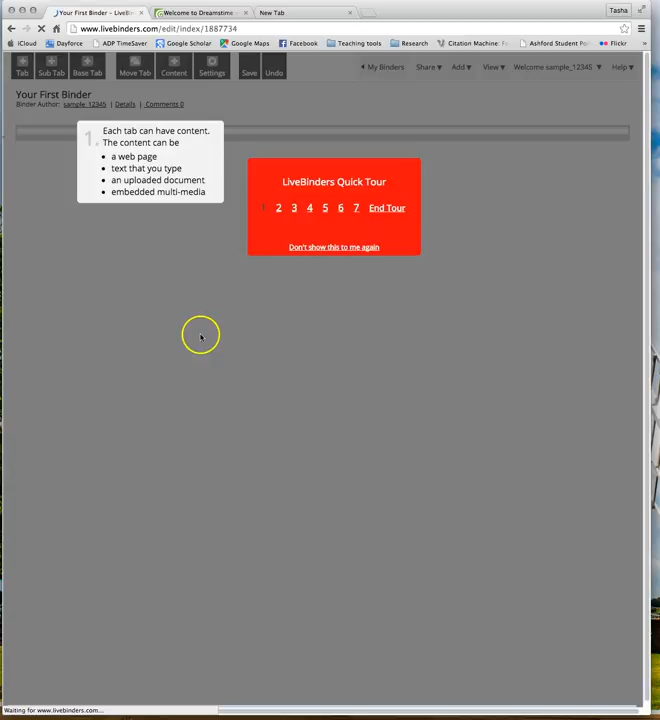 Your First Binder – LiveBin
Welcome to Dreamstime
New Tab
Tasha
www.livebinders.com/edit/index/1887734
iCloud Dayforce ADP TimeSaver Google Scholar Google Maps Facebook Teaching tools Research Citation Machine: F Ashford Student Po Flickr
Tab Sub Tab Base Tab Move Tab Content Settings Save Undo My Binders Share ▼ Add ▼ View ▼ Welcome sample_12345 ▼ Help ▼
Your First Binder
Binder Author: sample_12345 | Details | Comments 0
1. Each tab can have content.
The content can be
• a web page
• text that you type
• an uploaded document
• embedded multi-media
LiveBinders Quick Tour
1 2 3 4 5 6 7 End Tour
Don't show this to me again
Waiting for www.livebinders.com...